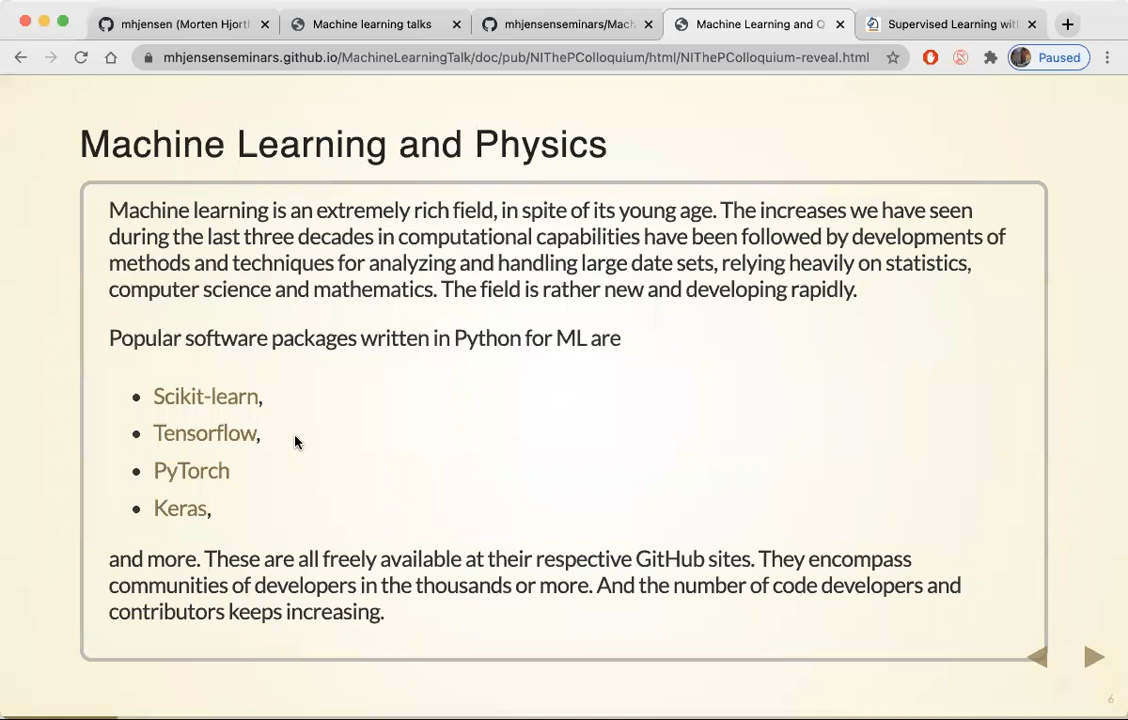 mhjensen (Morten Hjort
Machine learning talks
mhjensenseminars/Mach
Machine Learning and Q
Supervised Learning wit
mhjensenseminars.github.io/MachineLearningTalk/doc/pub/NIThePColloquium/html/NIThePColloquium-reveal.html
Paused
Machine Learning and Physics
Machine learning is an extremely rich field, in spite of its young age. The increases we have seen
during the last three decades in computational capabilities have been followed by developments of
methods and techniques for analyzing and handling large date sets, relying heavily on statistics,
computer science and mathematics. The field is rather new and developing rapidly.
Popular software packages written in Python for ML are
• Scikit-learn,
• Tensorflow,
• PyTorch
• Keras,
and more. These are all freely available at their respective GitHub sites. They encompass
communities of developers in the thousands or more. And the number of code developers and
contributors keeps increasing.
6